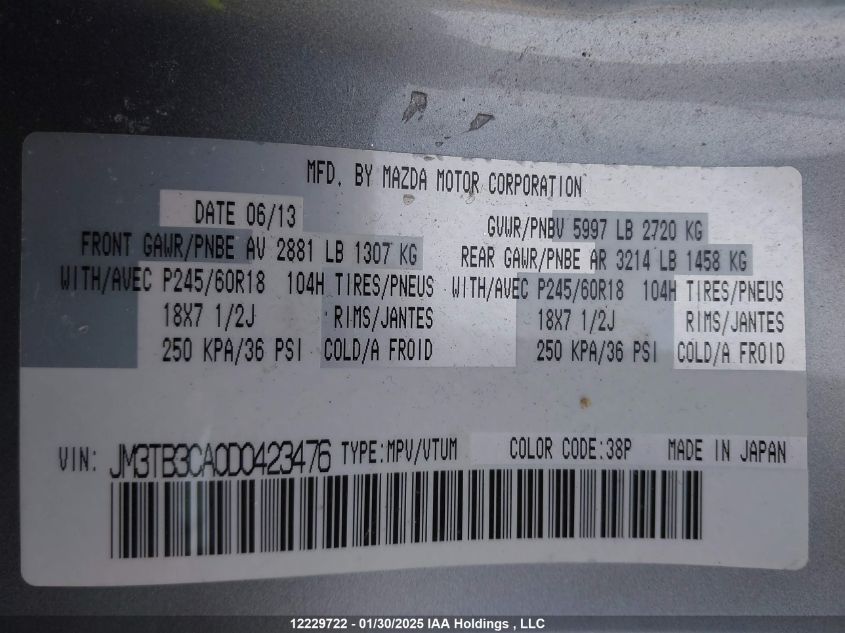 MFD. BY MAZDA MOTOR CORPORATION
DATE 06/13 GVWR/PNBV 5997 LB 2720 KG
FRONT GAWR/PNBE AV 2881 LB 1307 KG REAR GAWR/PNBE AR 3214 LB 1458 KG
WITH/AVEC P245/60R18 104H TIRES/PNEUS WITH/AVEC P245/60R18 104H TIRES/PNEUS
18X7 1/2J RIMS/JANTES 18X7 1/2J RIMS/JANTES
250 KPA/36 PSI COLD/A FROID 250 KPA/36 PSI COLD/A FROID
VIN: JM3TB3CA0D0423476 TYPE:MPV/VTUM COLOR CODE:38P MADE IN JAPAN
12229722 - 01/30/2025 IAA Holdings , LLC